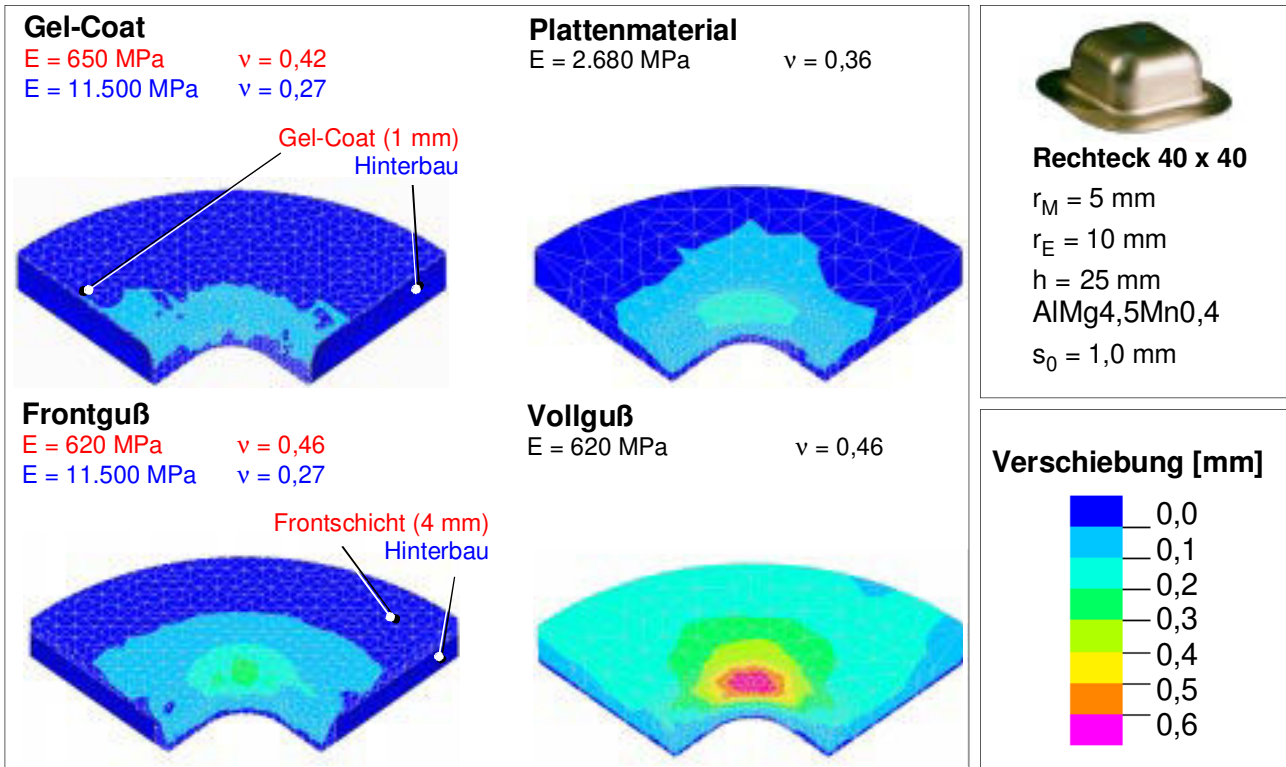 Gel-Coat
E = 650 MPa ν = 0,42
E = 11.500 MPa ν = 0,27
Gel-Coat (1 mm)
Hinterbau
Plattenmaterial
E = 2.680 MPa ν = 0,36
Frontguß
E = 620 MPa ν = 0,46
E = 11.500 MPa ν = 0,27
Frontschicht (4 mm)
Hinterbau
Vollguß
E = 620 MPa ν = 0,46
Rechteck 40 x 40
r_M = 5 mm
r_E = 10 mm
h = 25 mm
AlMg4,5Mn0,4
s_0 = 1,0 mm
Verschiebung [mm]
0,0
0,1
0,2
0,3
0,4
0,5
0,6